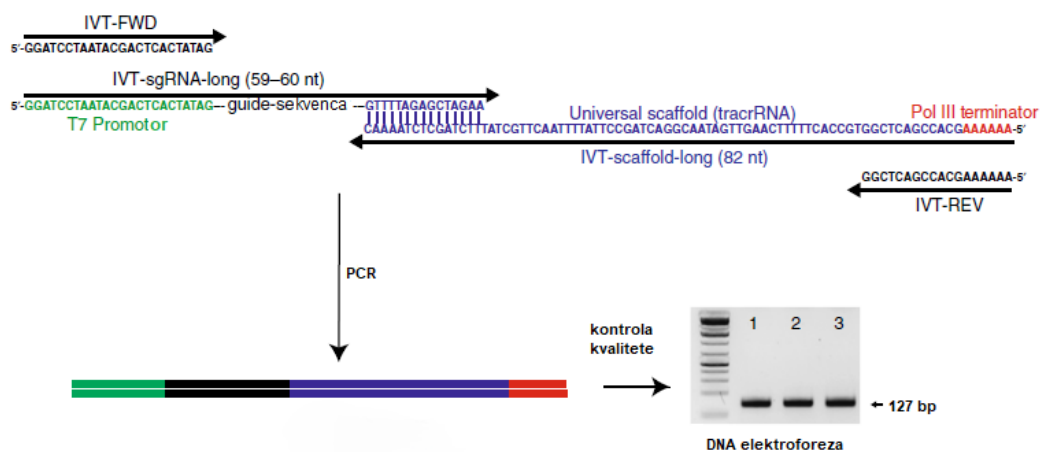 IVT-FWD
5′-GGATCCTAATACGACTCACTATAG
IVT-sgRNA-long (59–60 nt)
5′-GGATCCTAATACGACTCACTATAG-- guide-sekvenca --GTTTTAGAGCTAGAA
T7 Promotor
Universal scaffold (tracrRNA)
Pol III terminator
CAAAATCTCGATCTTTATCGTTCAATTTTATTCCGATCAGGCAATAGTTGAACTTTTTCACCGTGGCTCAGCCACGAAAAAA-5′
IVT-scaffold-long (82 nt)
GGCTCAGCCACGAAAAAA-5′
IVT-REV
PCR
kontrola
kvalitete
1 2 3
127 bp
DNA elektroforeza